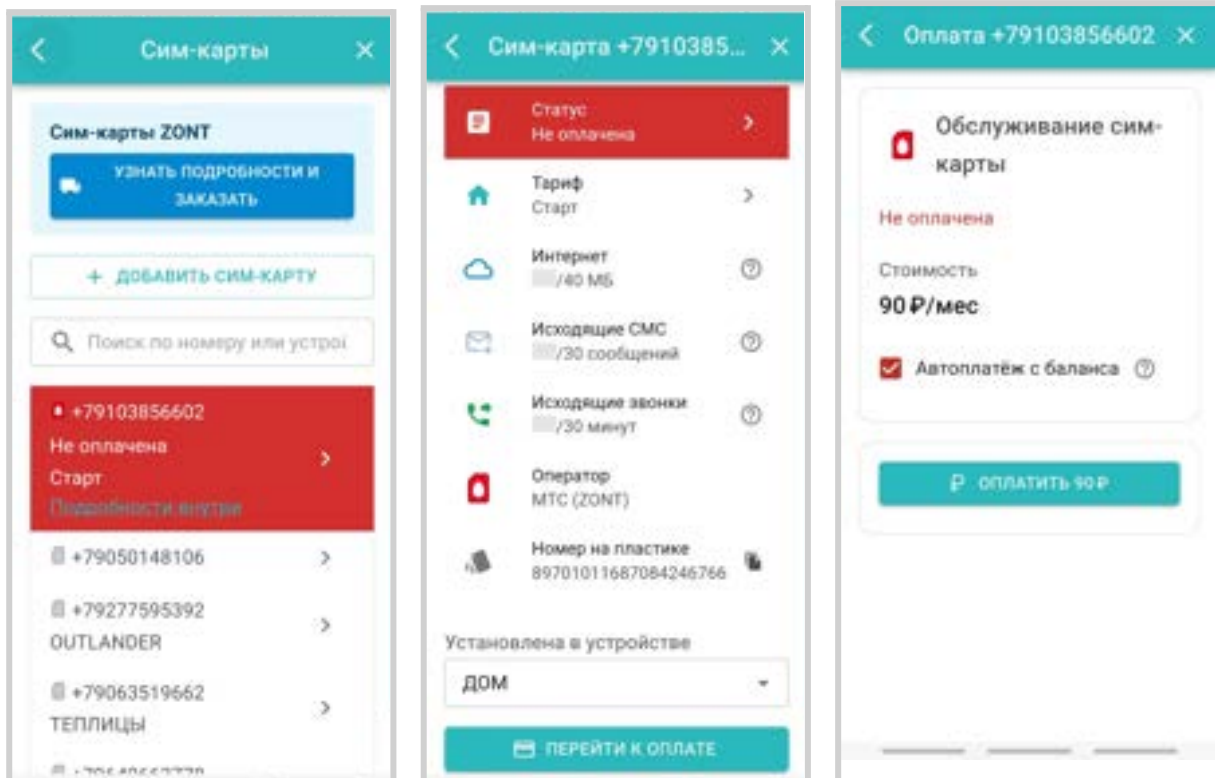 Сим-карты
Сим-карты ZONT
УЗНАТЬ ПОДРОБНОСТИ И
ЗАКАЗАТЬ
+ ДОБАВИТЬ СИМ-КАРТУ
Поиск по номеру или устрой
+79103856602
Не оплачена
Старт
Подробности внутри
+79050148106
+79277595392
OUTLANDER
+79063519662
ТЕПЛИЦЫ
Сим-карта +7910385...
Статус
Не оплачена
Тариф
Старт
Интернет
/40 МБ
Исходящие СМС
/30 сообщений
Исходящие звонки
/30 минут
Оператор
МТС (ZONT)
Номер на пластике
89701011687084246766
Установлена в устройстве
ДОМ
ПЕРЕЙТИ К ОПЛАТЕ
Оплата +79103856602
Обслуживание сим-
карты
Не оплачена
Стоимость
90 ₽/мес
Автоплатёж с баланса
₽ ОПЛАТИТЬ 90 ₽